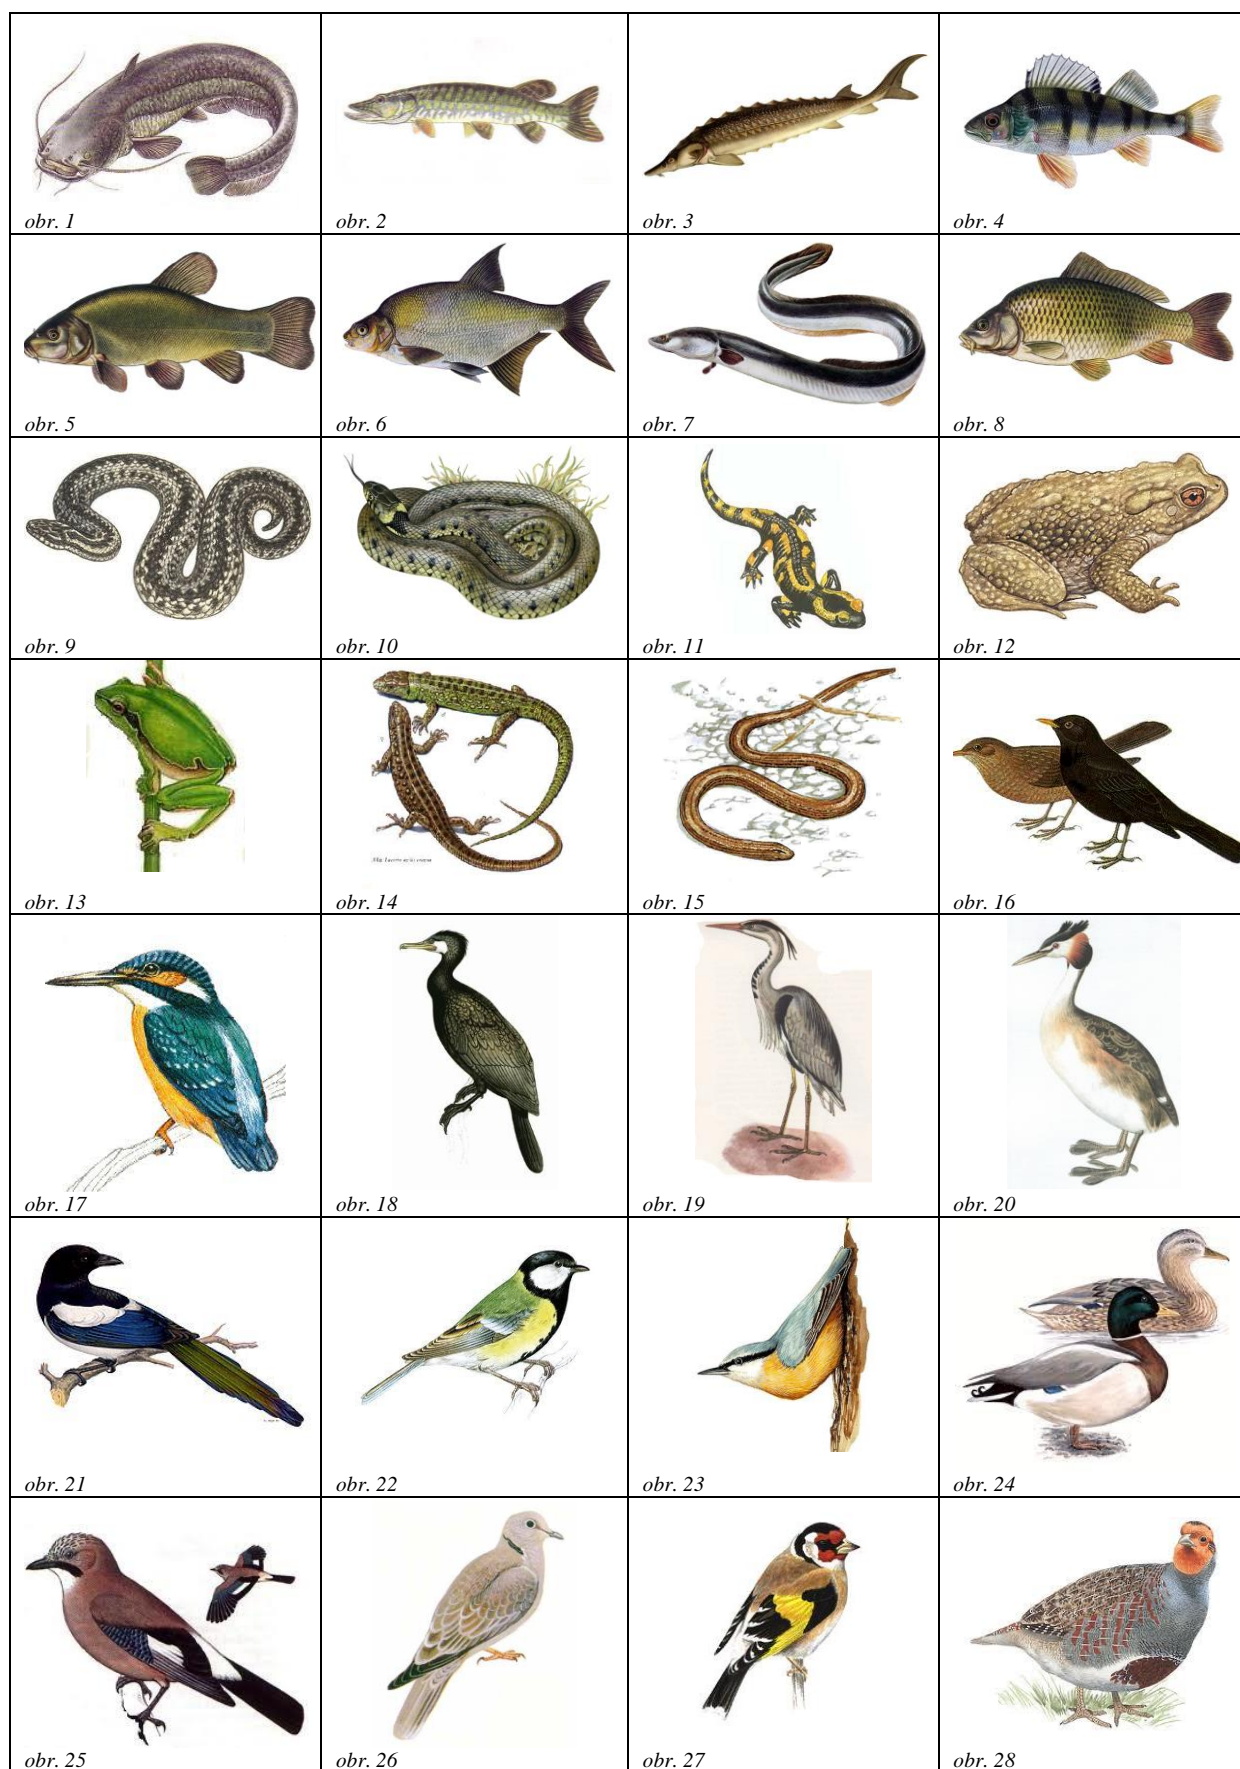 obr. 1
obr. 2
obr. 3
obr. 4
obr. 5
obr. 6
obr. 7
obr. 8
obr. 9
obr. 10
obr. 11
obr. 12
obr. 13
obr. 14
obr. 15
obr. 16
obr. 17
obr. 18
obr. 19
obr. 20
obr. 21
obr. 22
obr. 23
obr. 24
obr. 25
obr. 26
obr. 27
obr. 28